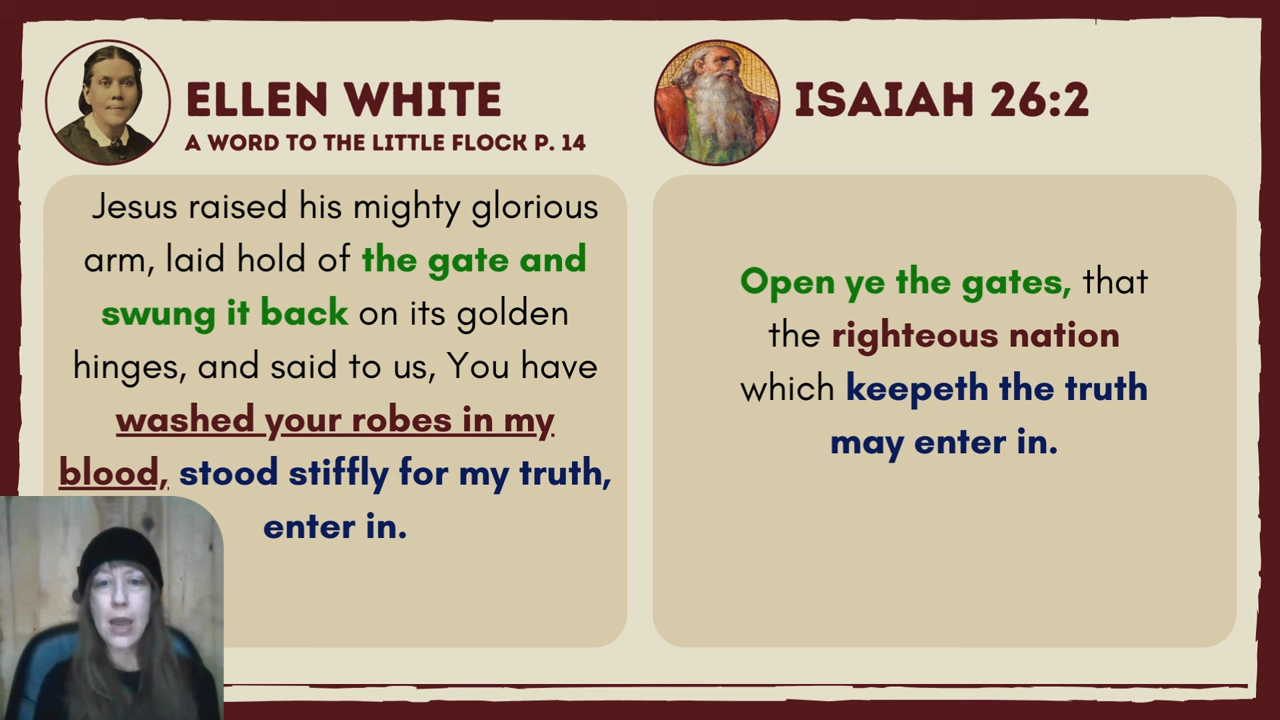 ELLEN WHITE
A WORD TO THE LITTLE FLOCK P. 14
Jesus raised his mighty glorious
arm, laid hold of the gate and
swung it back on its golden
hinges, and said to us, You have
washed your robes in my
blood, stood stiffly for my truth,
enter in.
ISAIAH 26:2
Open ye the gates, that
the righteous nation
which keepeth the truth
may enter in.